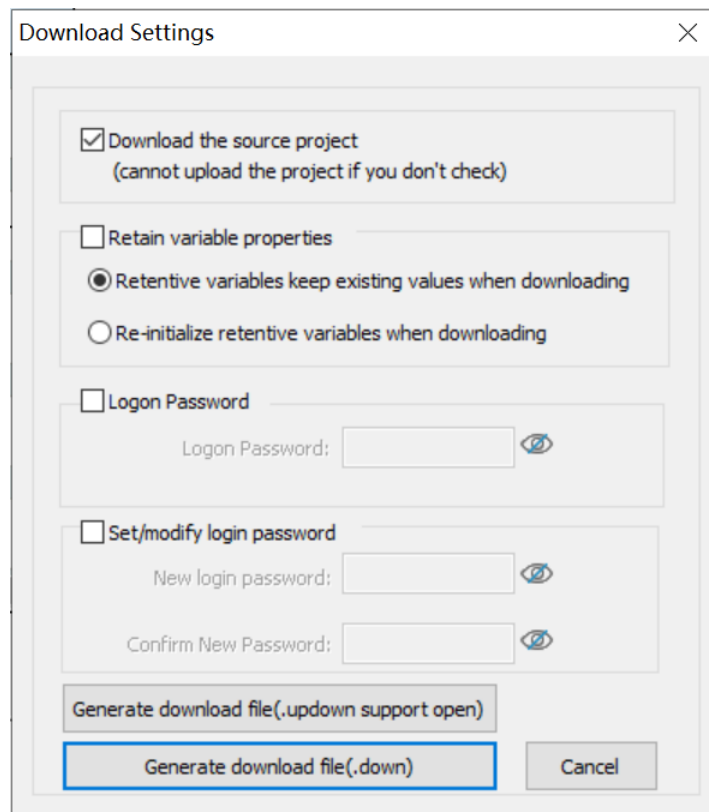 Download Settings
Download the source project
(cannot upload the project if you don't check)
Retain variable properties
Retentive variables keep existing values when downloading
Re-initialize retentive variables when downloading
Logon Password
Logon Password:
Set/modify login password
New login password:
Confirm New Password:
Generate download file(.updown support open)
Generate download file(.down)
Cancel